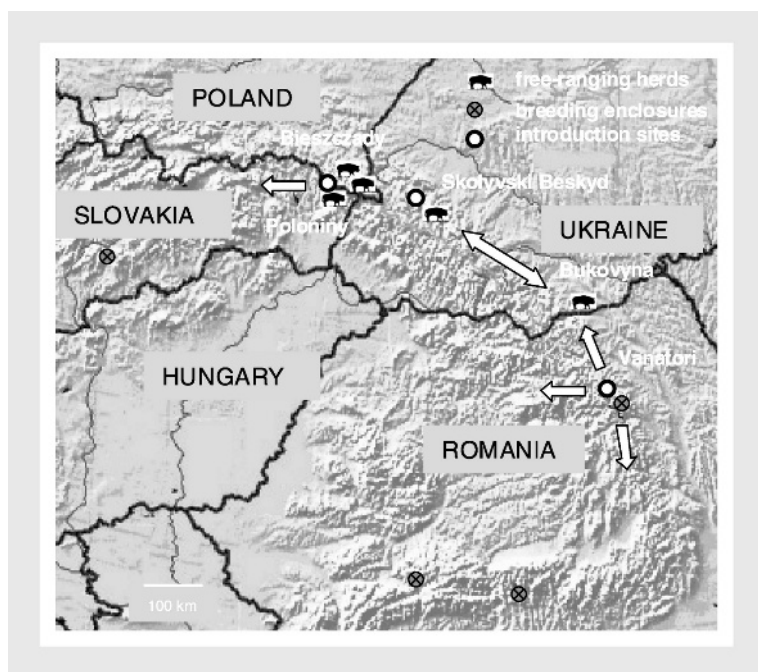 POLAND
free-ranging herds
breeding enclosures
introduction sites
Bieszczady
Skolyvski Beskyd
SLOVAKIA
Poloniny
UKRAINE
Bukovyna
HUNGARY
Vanatori
ROMANIA
100 km